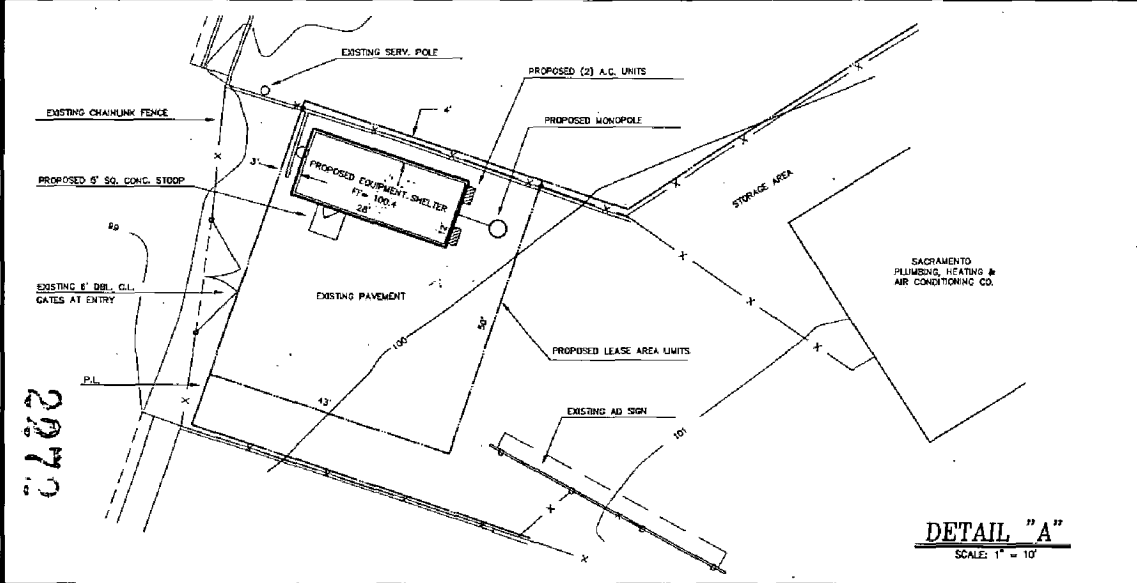 EXISTING SERV. POLE
PROPOSED (2) A.C. UNITS
EXISTING CHAINLINK FENCE
4'
PROPOSED MONOPOLE
3'
PROPOSED EQUIPMENT SHELTER
FF= 100.4
28'
12'
PROPOSED 5' SQ. CONC. STOOP
STORAGE AREA
99
SACRAMENTO
PLUMBING, HEATING &
AIR CONDITIONING CO.
EXISTING 6' DBL. C.L.
GATES AT ENTRY
EXISTING PAVEMENT
50'
100
PROPOSED LEASE AREA LIMITS
P.L.
43'
EXISTING AD SIGN
101
DETAIL "A"
SCALE: 1" = 10'